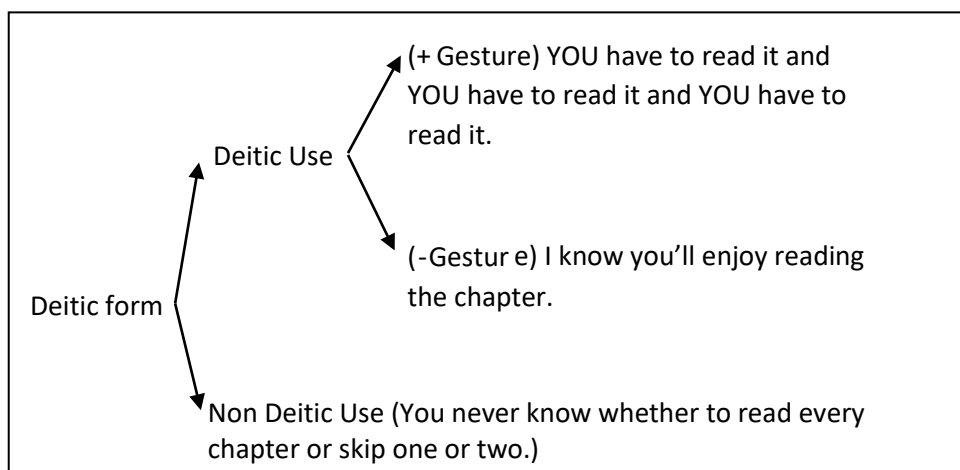 (+ Gesture) YOU have to read it and
YOU have to read it and YOU have to
read it.
Deitic Use
(-Gestur e) I know you’ll enjoy reading
the chapter.
Deitic form
Non Deitic Use (You never know whether to read every
chapter or skip one or two.)